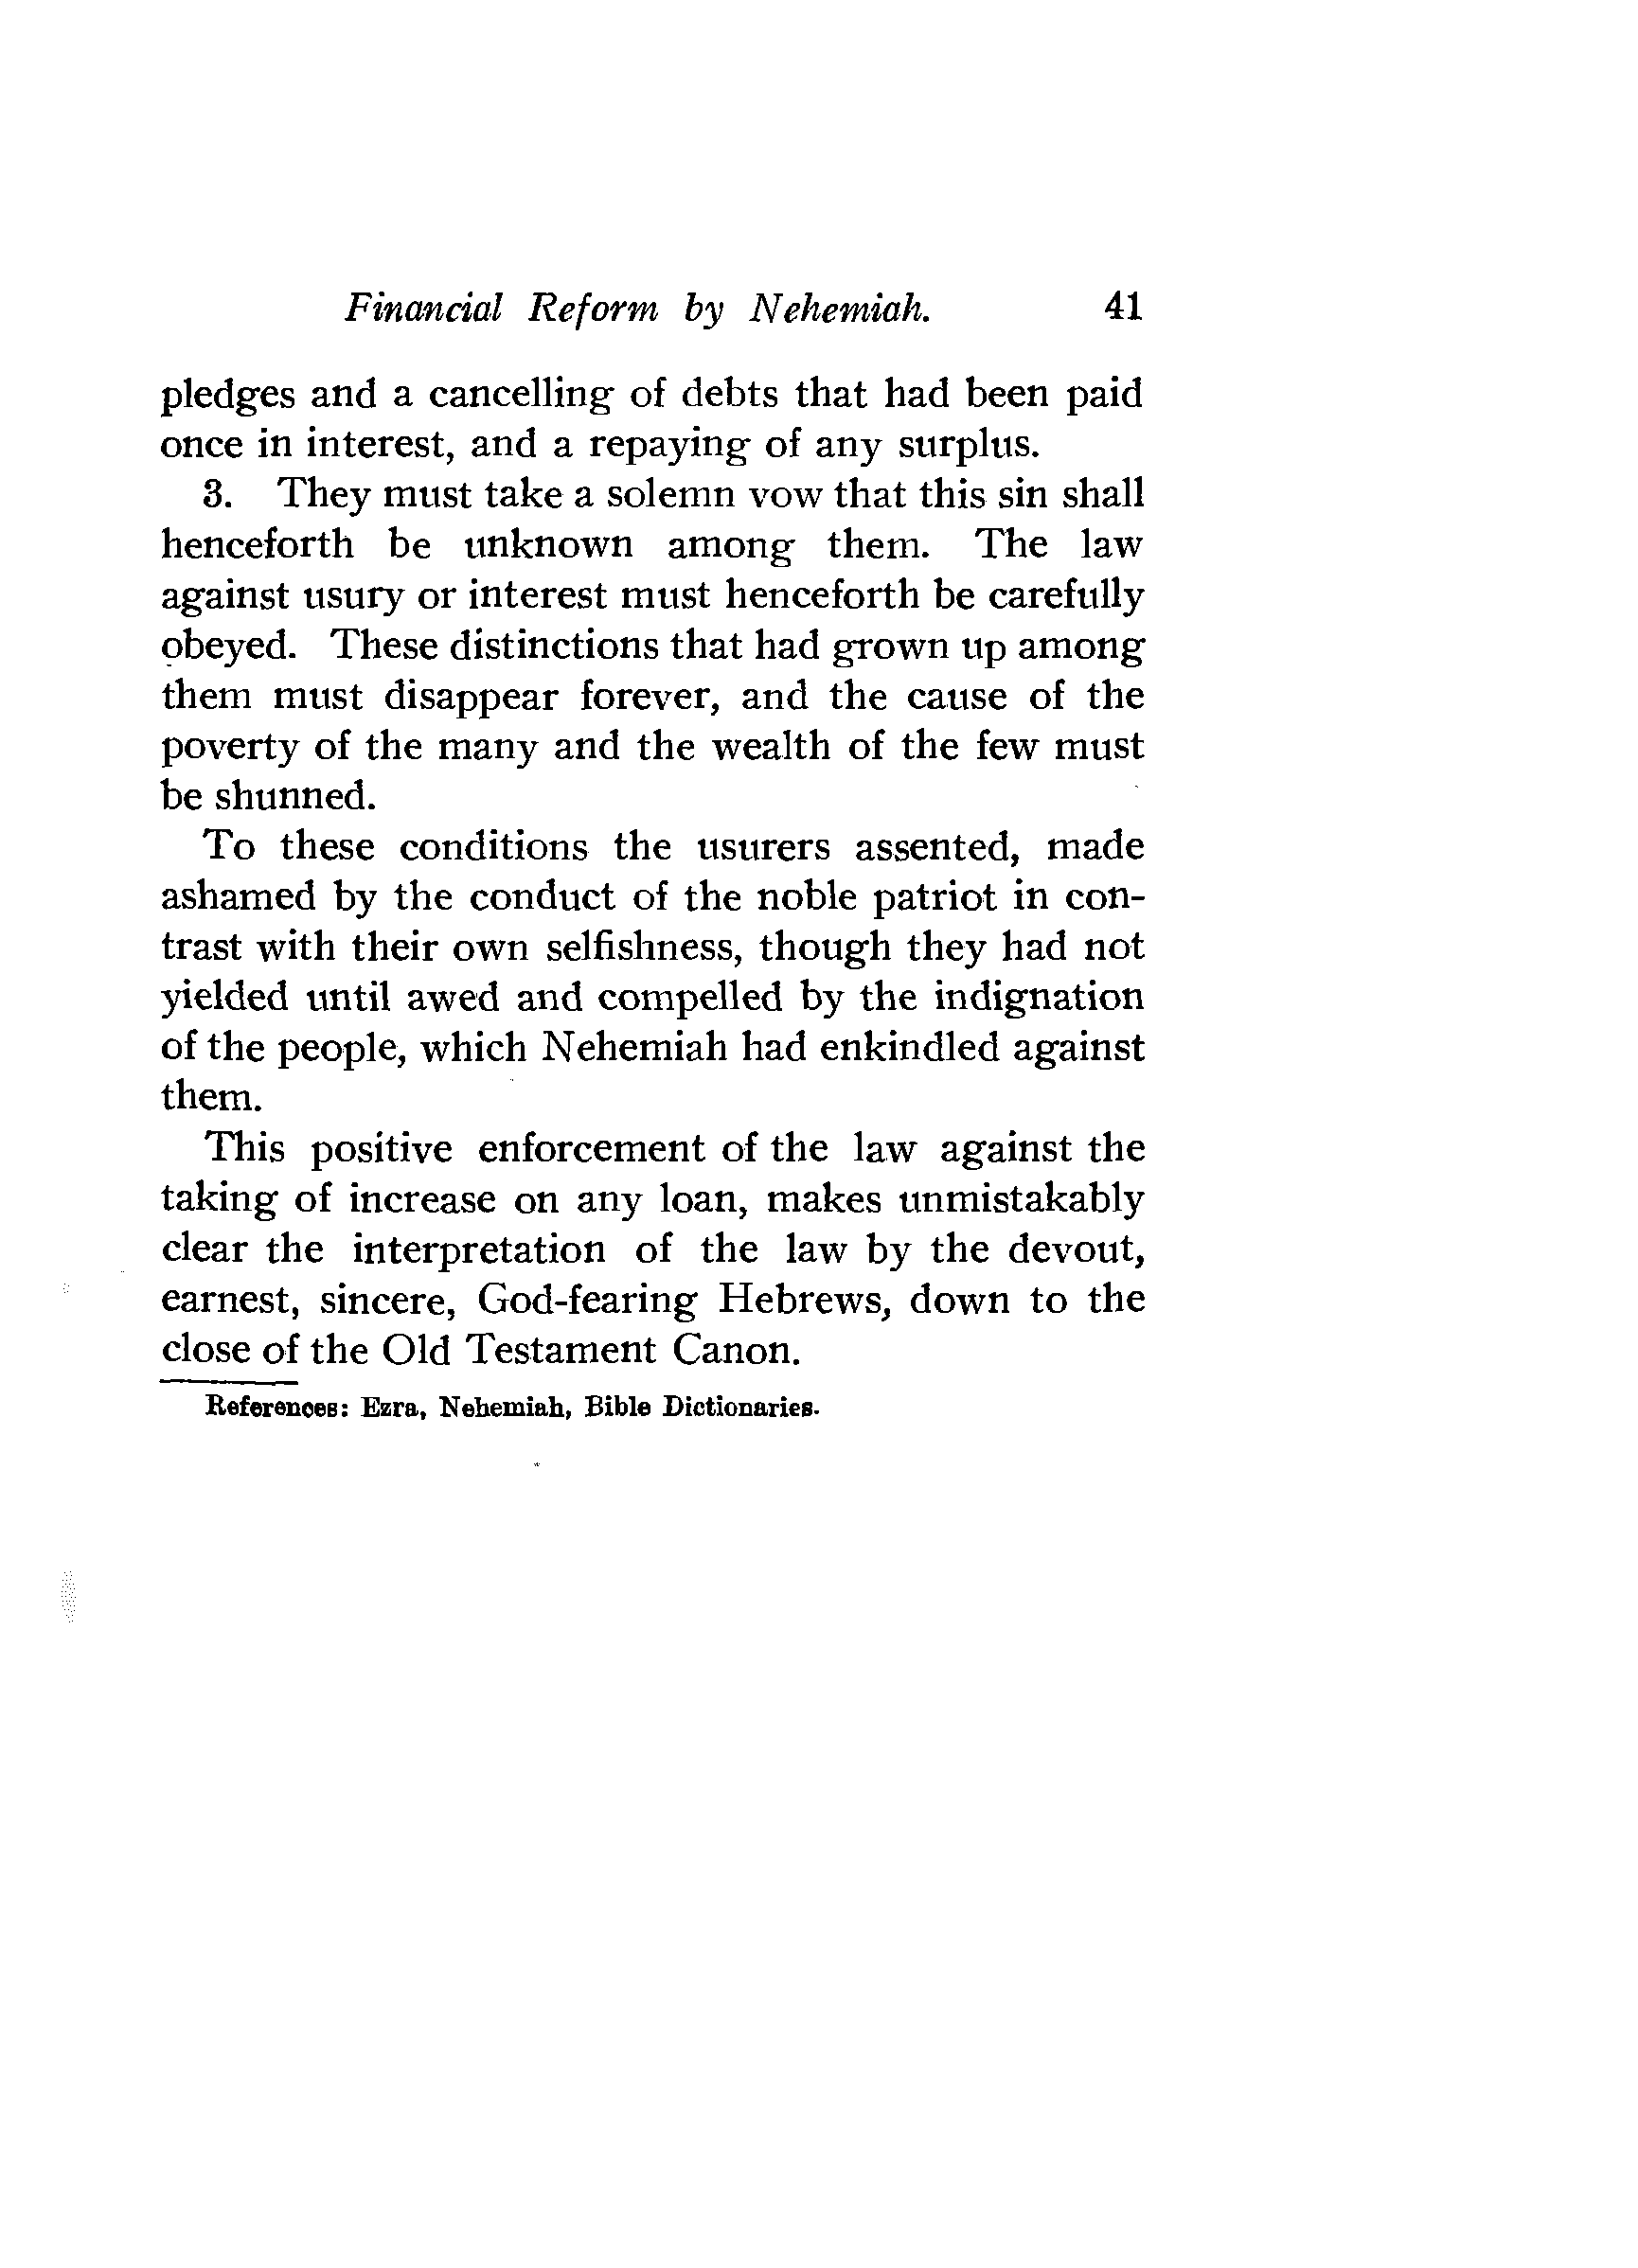 Financial Reform by Nehemiah. 41
pledges and a cancelling of debts that had been paid
once in interest, and a repaying of any surplus.
3. They must take a solemn vow that this sin shall
henceforth be unknown among them. The law
against usury or interest must henceforth be carefully
obeyed. These distinctions that had grown up among
them must disappear forever, and the cause of the
poverty of the many and the wealth of the few must
be shunned.
To these conditions the usurers assented, made
ashamed by the conduct of the noble patriot in con-
trast with their own selfishness, though they had not
yielded until awed and compelled by the indignation
of the people, which Nehemiah had enkindled against
them.
This positive enforcement of the law against the
taking of increase on any loan, makes unmistakably
clear the interpretation of the law by the devout,
earnest, sincere, God-fearing Hebrews, down to the
close of the Old Testament Canon.
References: Ezra, Nehemiah, Bible Dictionaries.